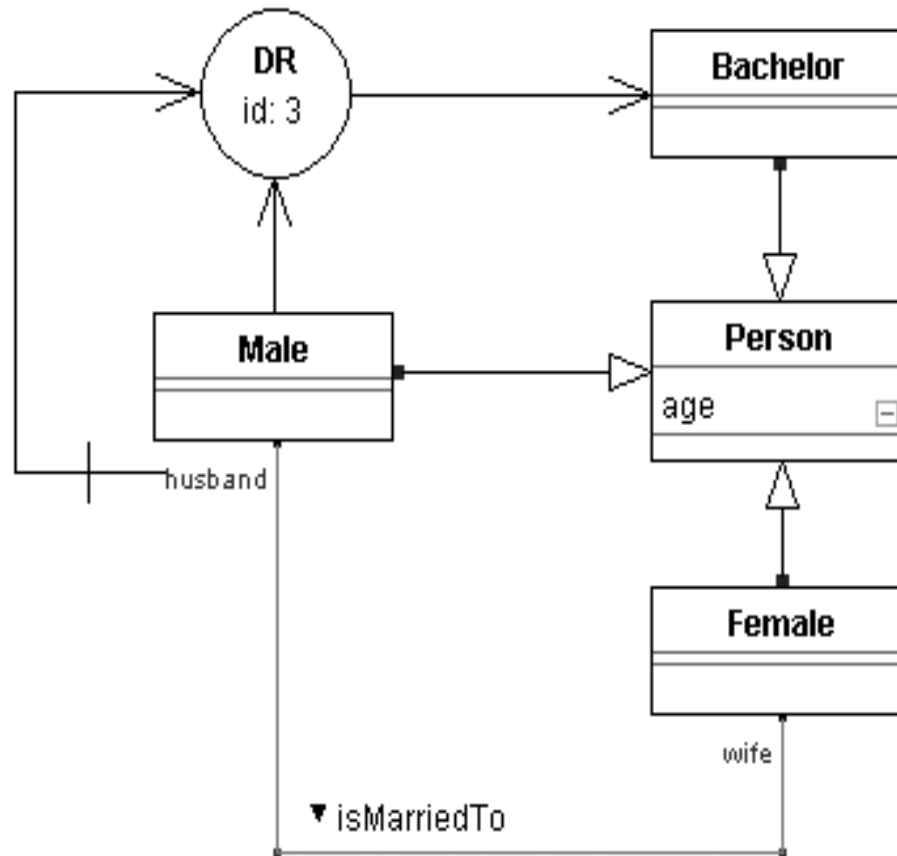 DR
id: 3
Bachelor
Male
Person
age
husband
Female
wife
isMarriedTo